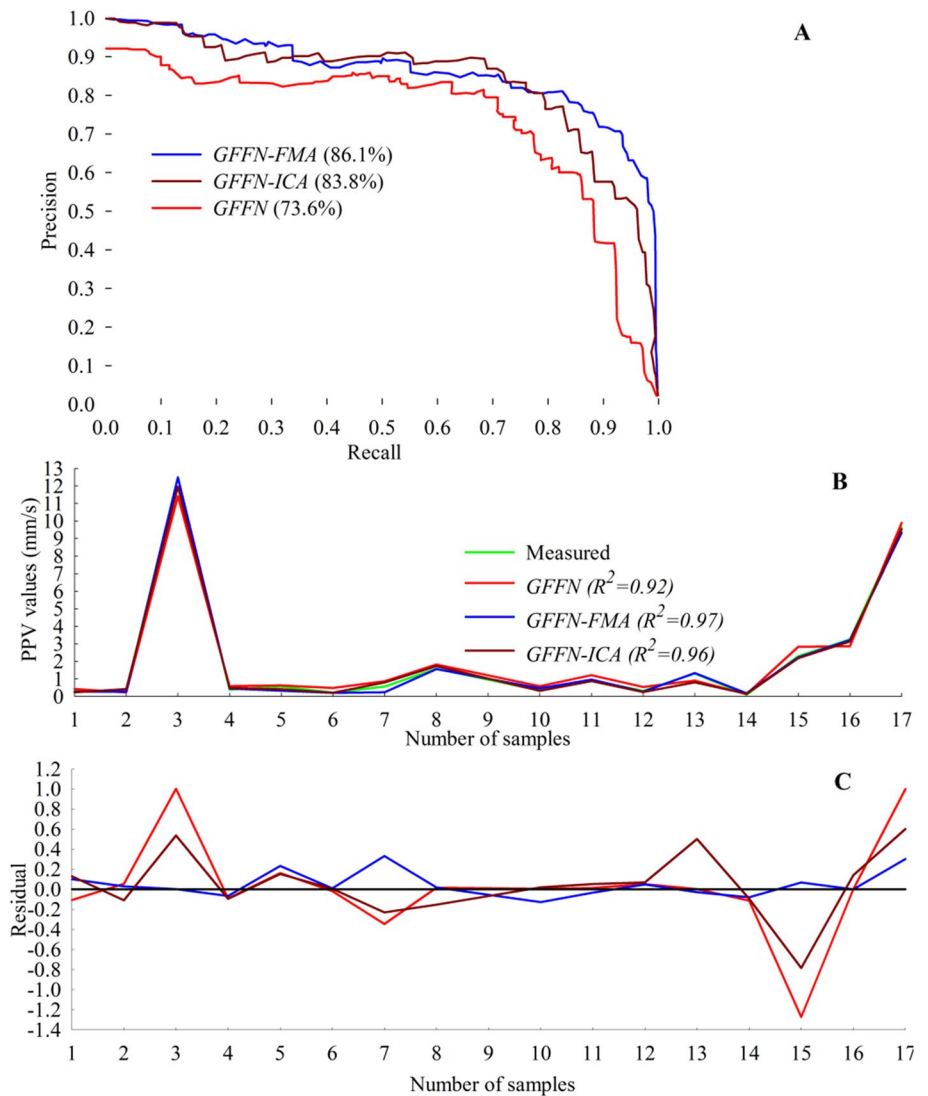 A
1.0
0.9
0.8
0.7
0.6
0.5
0.4
0.3
0.2
0.1
0.0
Precision
GFFN-FMA (86.1%)
GFFN-ICA (83.8%)
GFFN (73.6%)
0.0 0.1 0.2 0.3 0.4 0.5 0.6 0.7 0.8 0.9 1.0
Recall
B
13
12
11
10
9
8
7
6
5
4
3
2
1
0
PPV values (mm/s)
Measured
GFFN (R²=0.92)
GFFN-FMA (R²=0.97)
GFFN-ICA (R²=0.96)
1 2 3 4 5 6 7 8 9 10 11 12 13 14 15 16 17
Number of samples
C
1.2
1.0
0.8
0.6
0.4
0.2
0.0
-0.2
-0.4
-0.6
-0.8
-1.0
-1.2
-1.4
Residual
1 2 3 4 5 6 7 8 9 10 11 12 13 14 15 16 17
Number of samples